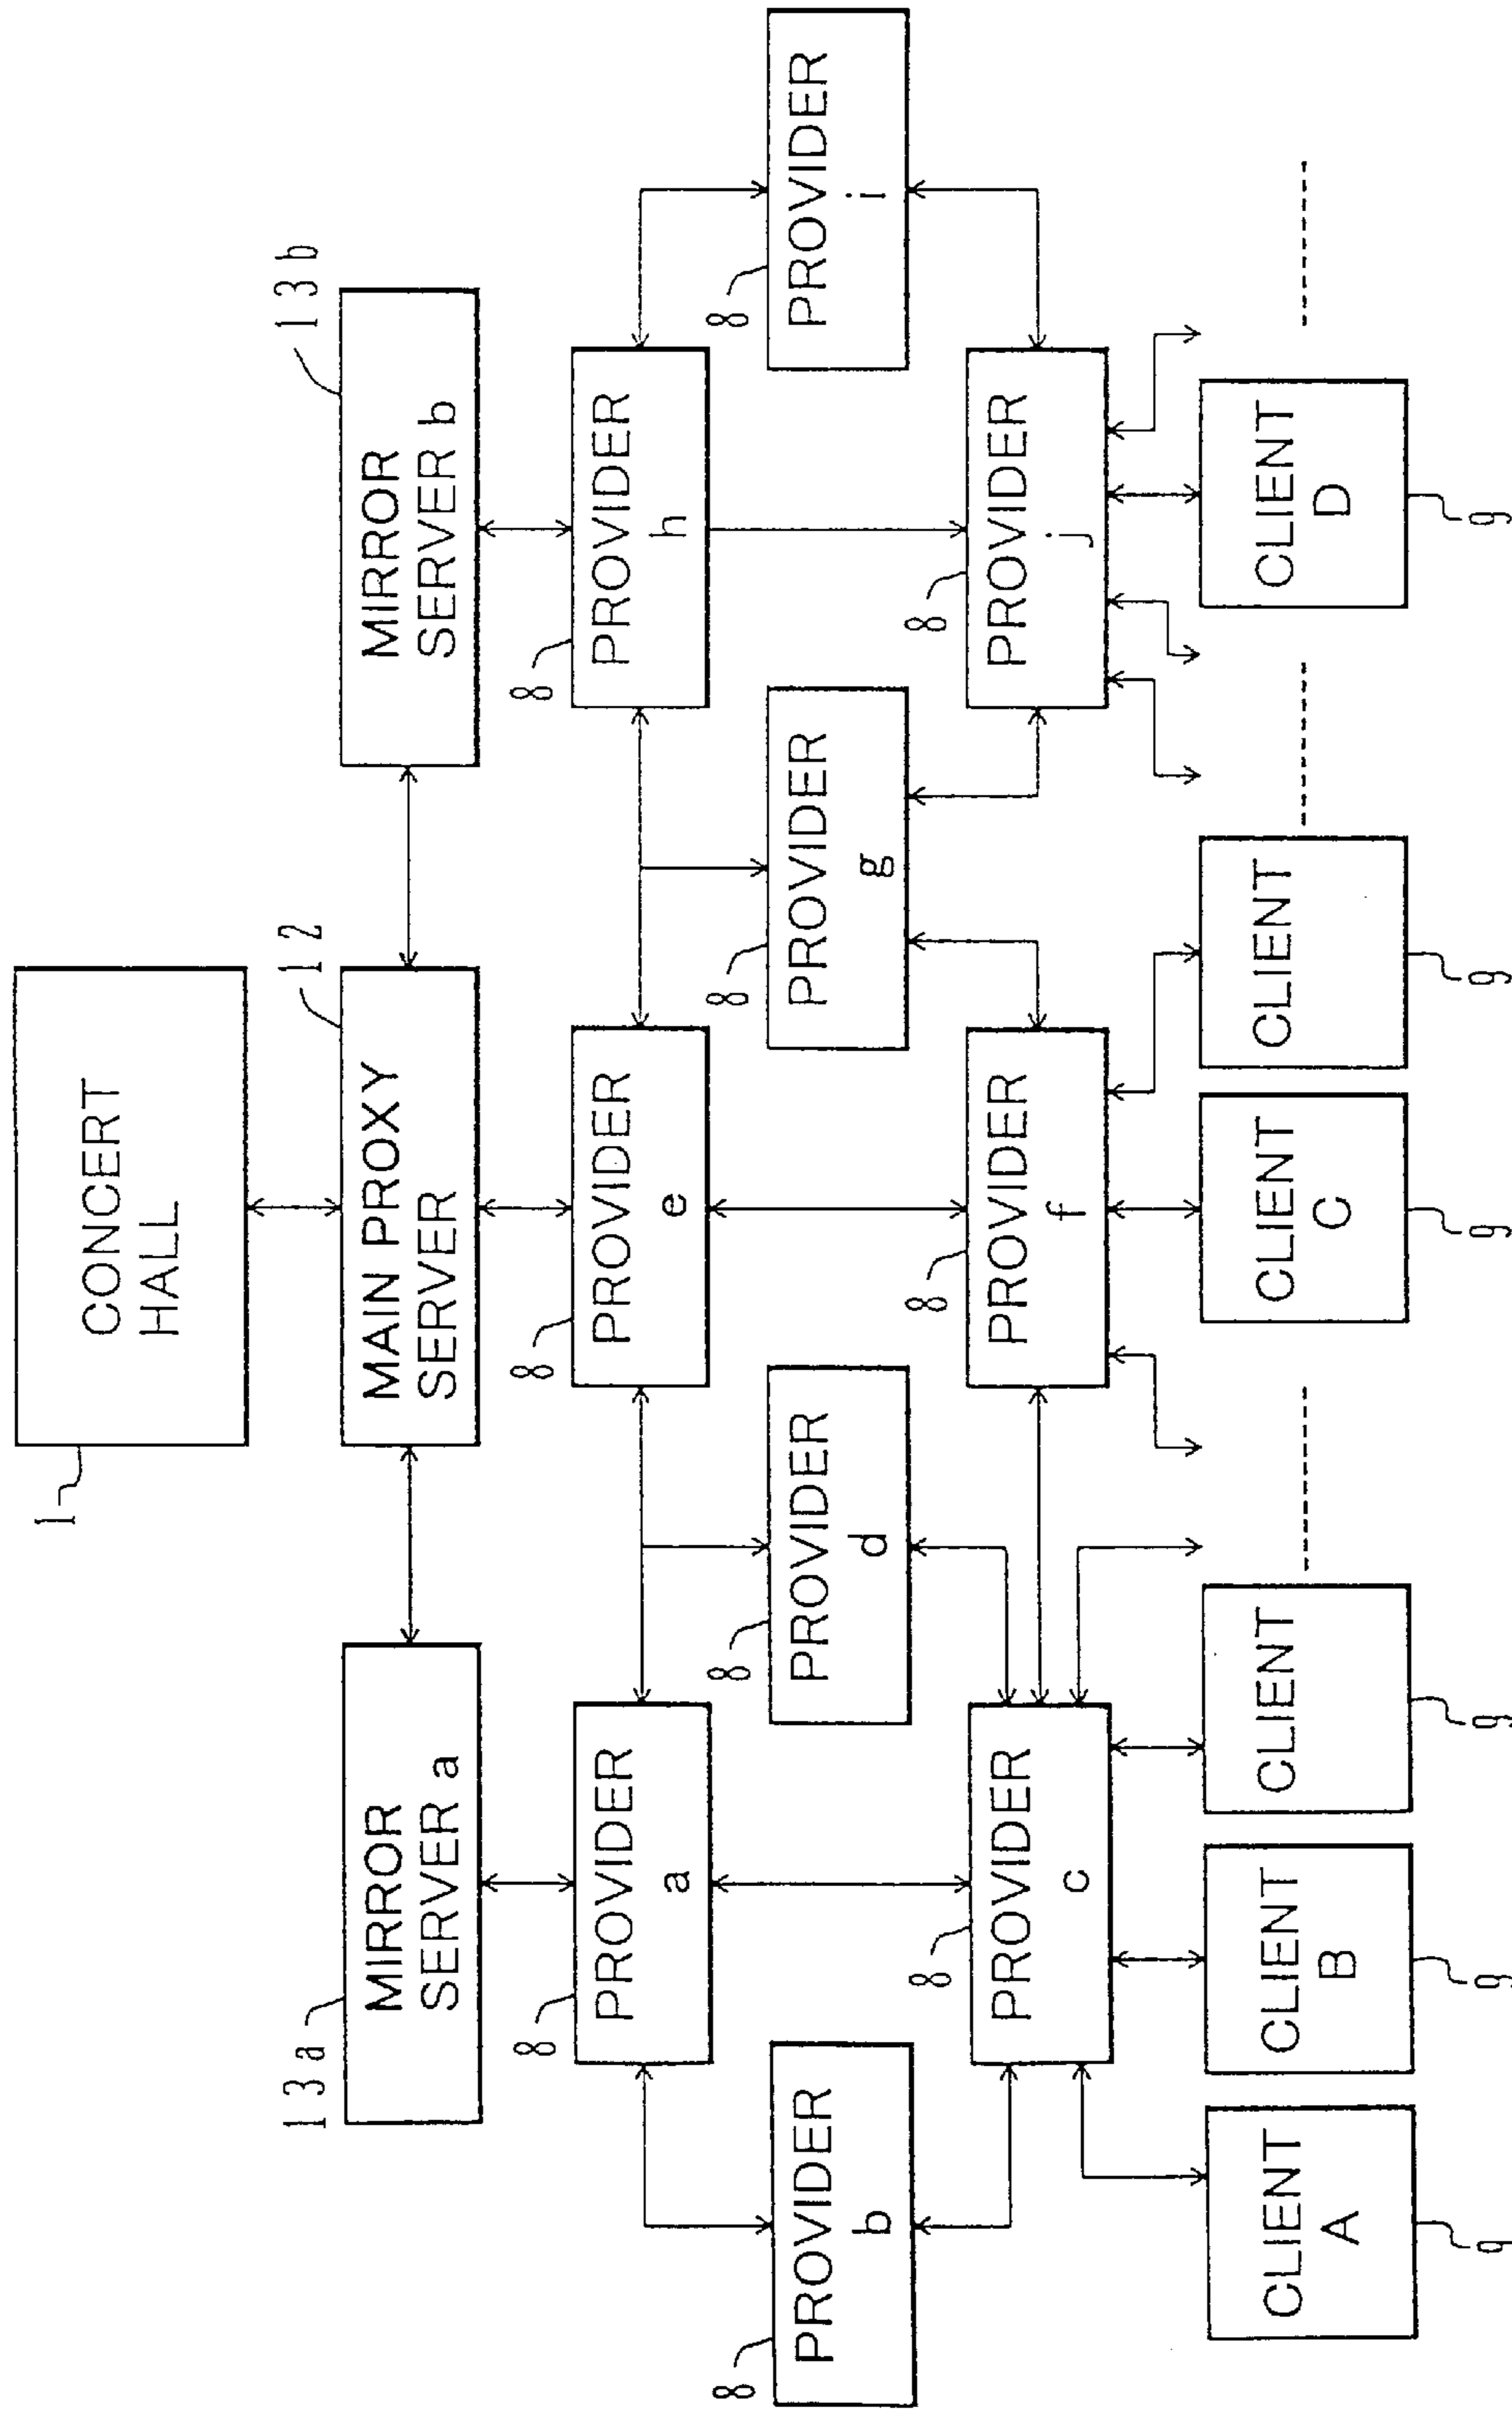 CONCERT
HALL
1
MAIN PROXY
SERVER
12
MIRROR
SERVER a
13a
MIRROR
SERVER b
13b
8
PROVIDER
a
8
PROVIDER
e
8
PROVIDER
h
8
PROVIDER
b
8
PROVIDER
d
8
PROVIDER
g
8
PROVIDER
i
8
PROVIDER
c
8
PROVIDER
f
8
PROVIDER
j
CLIENT
A
9
CLIENT
B
9
CLIENT
9
CLIENT
C
9
CLIENT
9
CLIENT
D
9